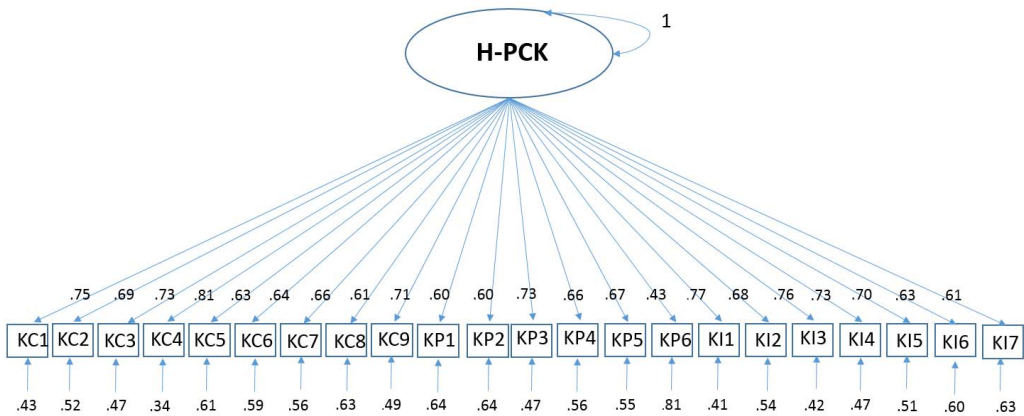 1
H-PCK
.75 .69 .73 .81 .63 .64 .66 .61 .71 .60 .60 .73 .66 .67 .43 .77 .68 .76 .73 .70 .63 .61
KC1 KC2 KC3 KC4 KC5 KC6 KC7 KC8 KC9 KP1 KP2 KP3 KP4 KP5 KP6 KI1 KI2 KI3 KI4 KI5 KI6 KI7
.43 .52 .47 .34 .61 .59 .56 .63 .49 .64 .64 .47 .56 .55 .81 .41 .54 .42 .47 .51 .60 .63